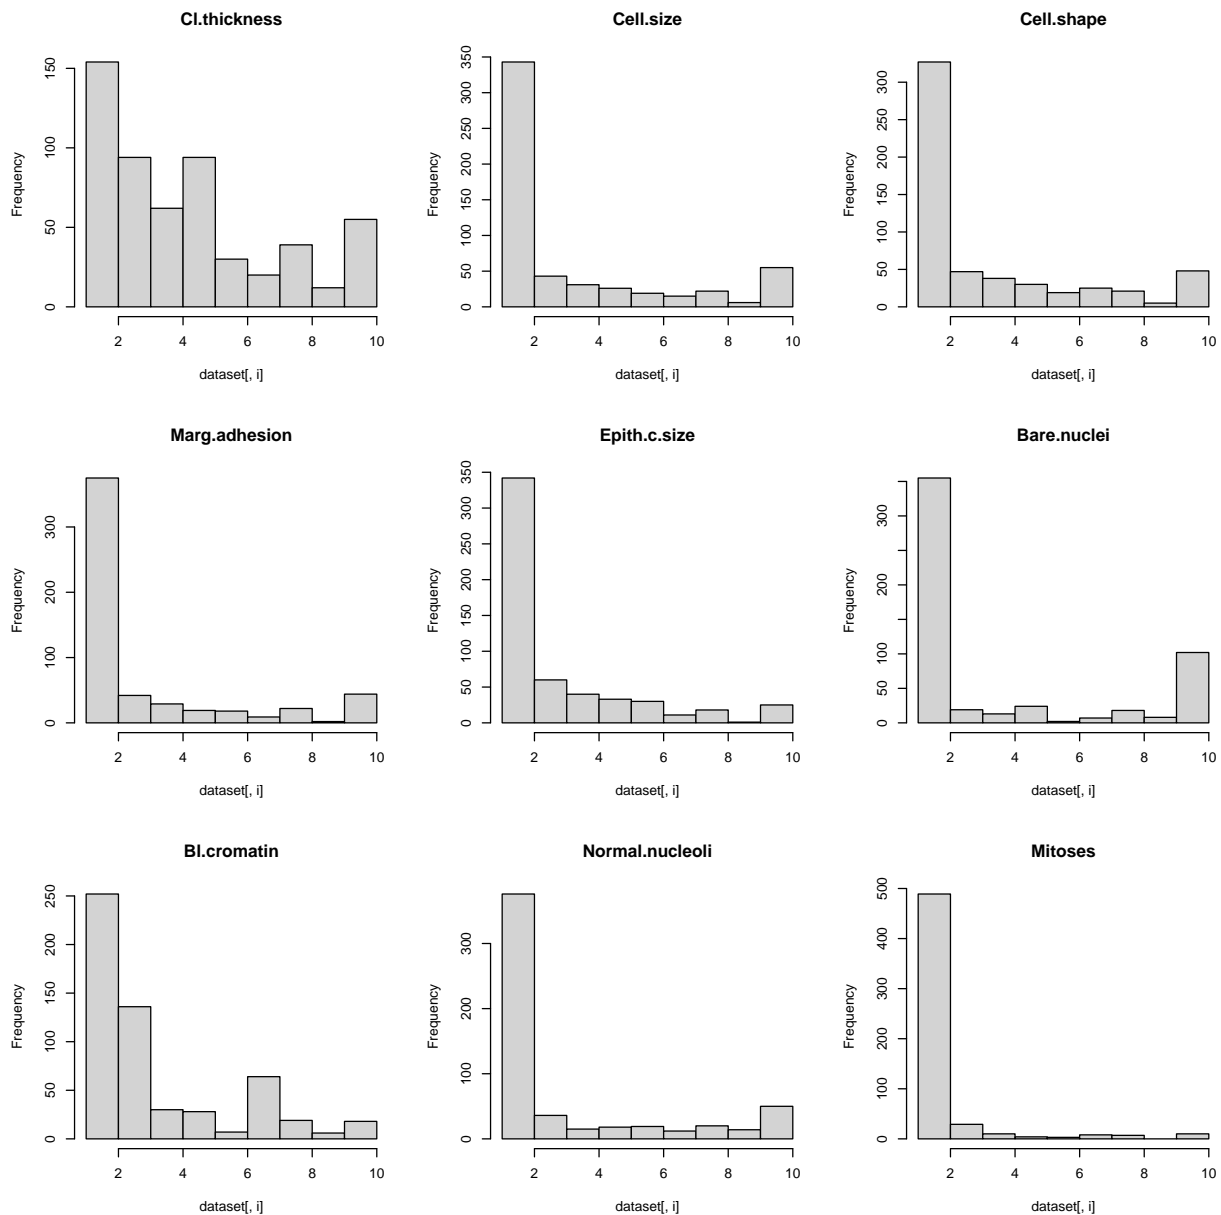 Cl.thickness
Frequency
0 50 100 150
2 4 6 8 10
dataset[, i]
Cell.size
Frequency
0 50 100 150 200 250 300 350
2 4 6 8 10
dataset[, i]
Cell.shape
Frequency
0 50 100 150 200 250 300
2 4 6 8 10
dataset[, i]
Marg.adhesion
Frequency
0 100 200 300
2 4 6 8 10
dataset[, i]
Epith.c.size
Frequency
0 50 100 150 200 250 300 350
2 4 6 8 10
dataset[, i]
Bare.nuclei
Frequency
0 50 100 200 300
2 4 6 8 10
dataset[, i]
Bl.cromatin
Frequency
0 50 100 150 200 250
2 4 6 8 10
dataset[, i]
Normal.nucleoli
Frequency
0 100 200 300
2 4 6 8 10
dataset[, i]
Mitoses
Frequency
0 100 200 300 400 500
2 4 6 8 10
dataset[, i]